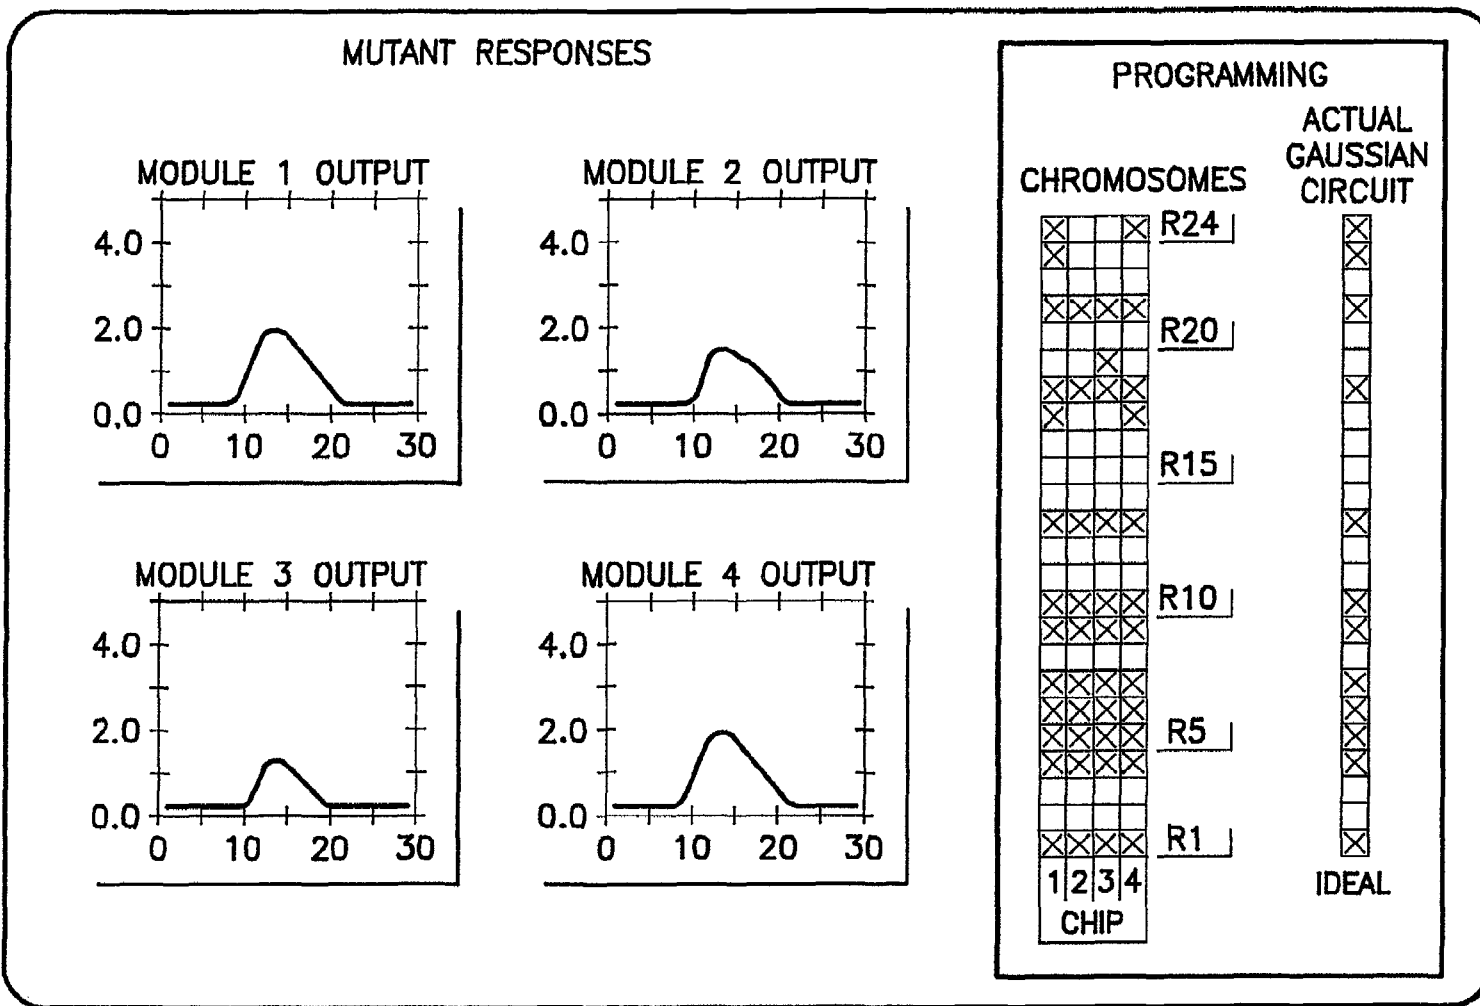 MUTANT RESPONSES
MODULE 1 OUTPUT
4.0
2.0
0.0
0 10 20 30
MODULE 2 OUTPUT
4.0
2.0
0.0
0 10 20 30
MODULE 3 OUTPUT
4.0
2.0
0.0
0 10 20 30
MODULE 4 OUTPUT
4.0
2.0
0.0
0 10 20 30
PROGRAMMING
CHROMOSOMES
R24
R20
R15
R10
R5
R1
1 2 3 4
CHIP
ACTUAL
GAUSSIAN
CIRCUIT
IDEAL